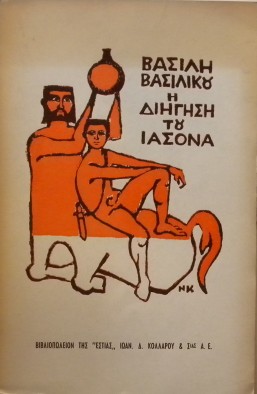 ΒΑΣΙΛΗ
ΒΑΣΙΛΙΚΟΥ
Η
ΔΙΗΓΗΣΗ
ΤΟΥ
ΙΑΣΟΝΑ
ΝΚ
ΒΙΒΛΙΟΠΩΛΕΙΟΝ ΤΗΣ "ΕΣΤΙΑΣ„ ΙΩΑΝ. Δ. ΚΟΛΛΑΡΟΥ & Σιας Α. Ε.